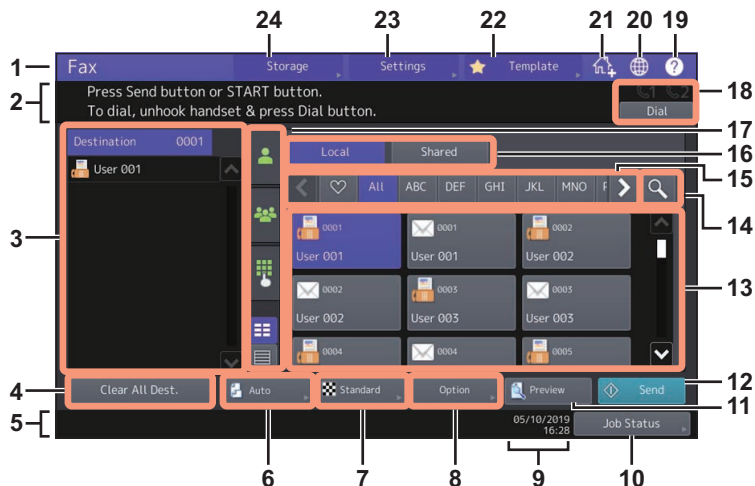 24 23 22 21 20 19
1 Fax Storage Settings Template ?
2 Press Send button or START button. 1 2 18
To dial, unhook handset & press Dial button. Dial
17
Destination 0001 Local Shared 16
User 001 15
All ABC DEF GHI JKL MNO
14
3 0001 0001 0002
User 001 User 001 User 002
13
0002 0003 0003
User 002 User 003 User 003
0004 0004 0005
4 Clear All Dest. Auto Standard Option Preview Send 12
11
5 05/10/2019 Job Status
16:28
6 7 8 9 10